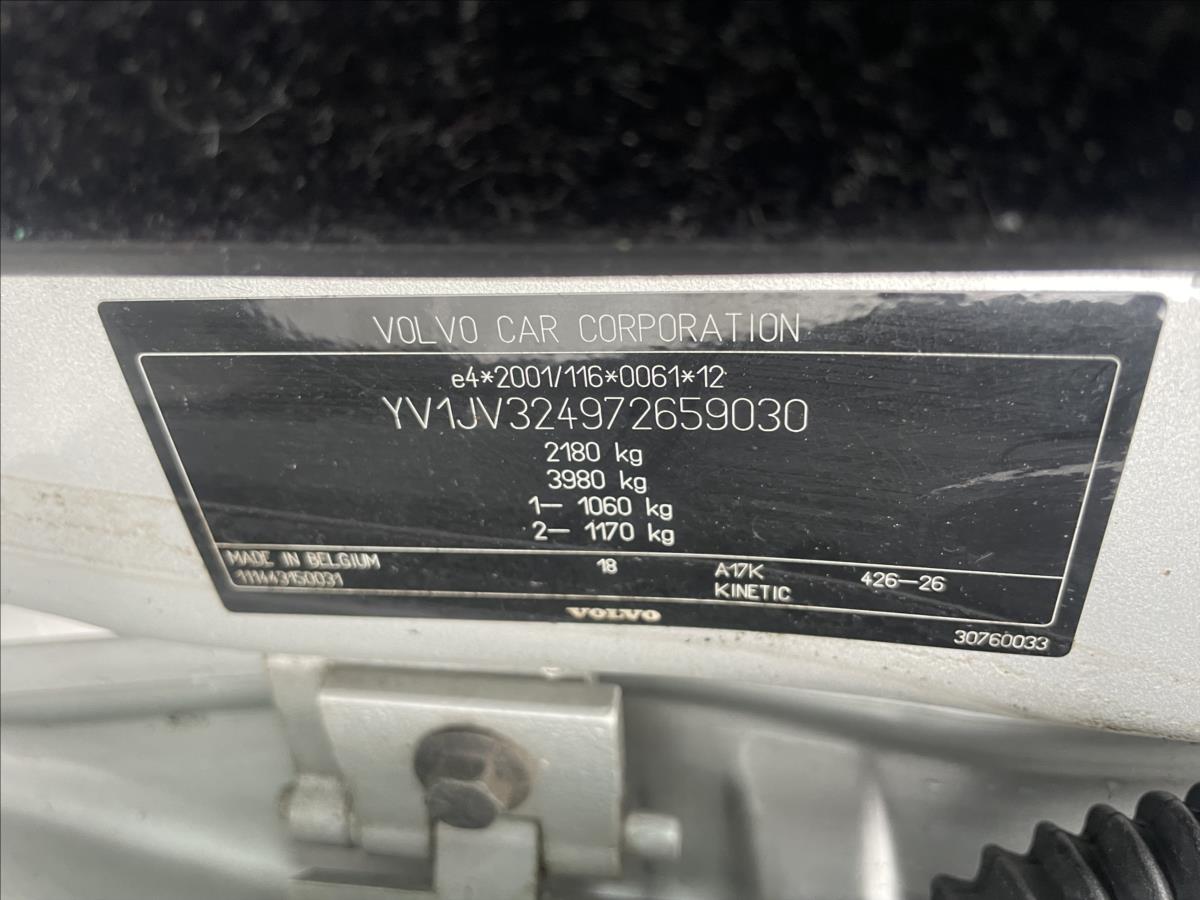 VOLVO CAR CORPORATION
e4*2001/116*0061*12
YV1JV324972659030
2180 kg
3980 kg
1- 1060 kg
2- 1170 kg
MADE IN BELGIUM 18 A17K 426-26
111443150031 KINETIC
VOLVO
30760033